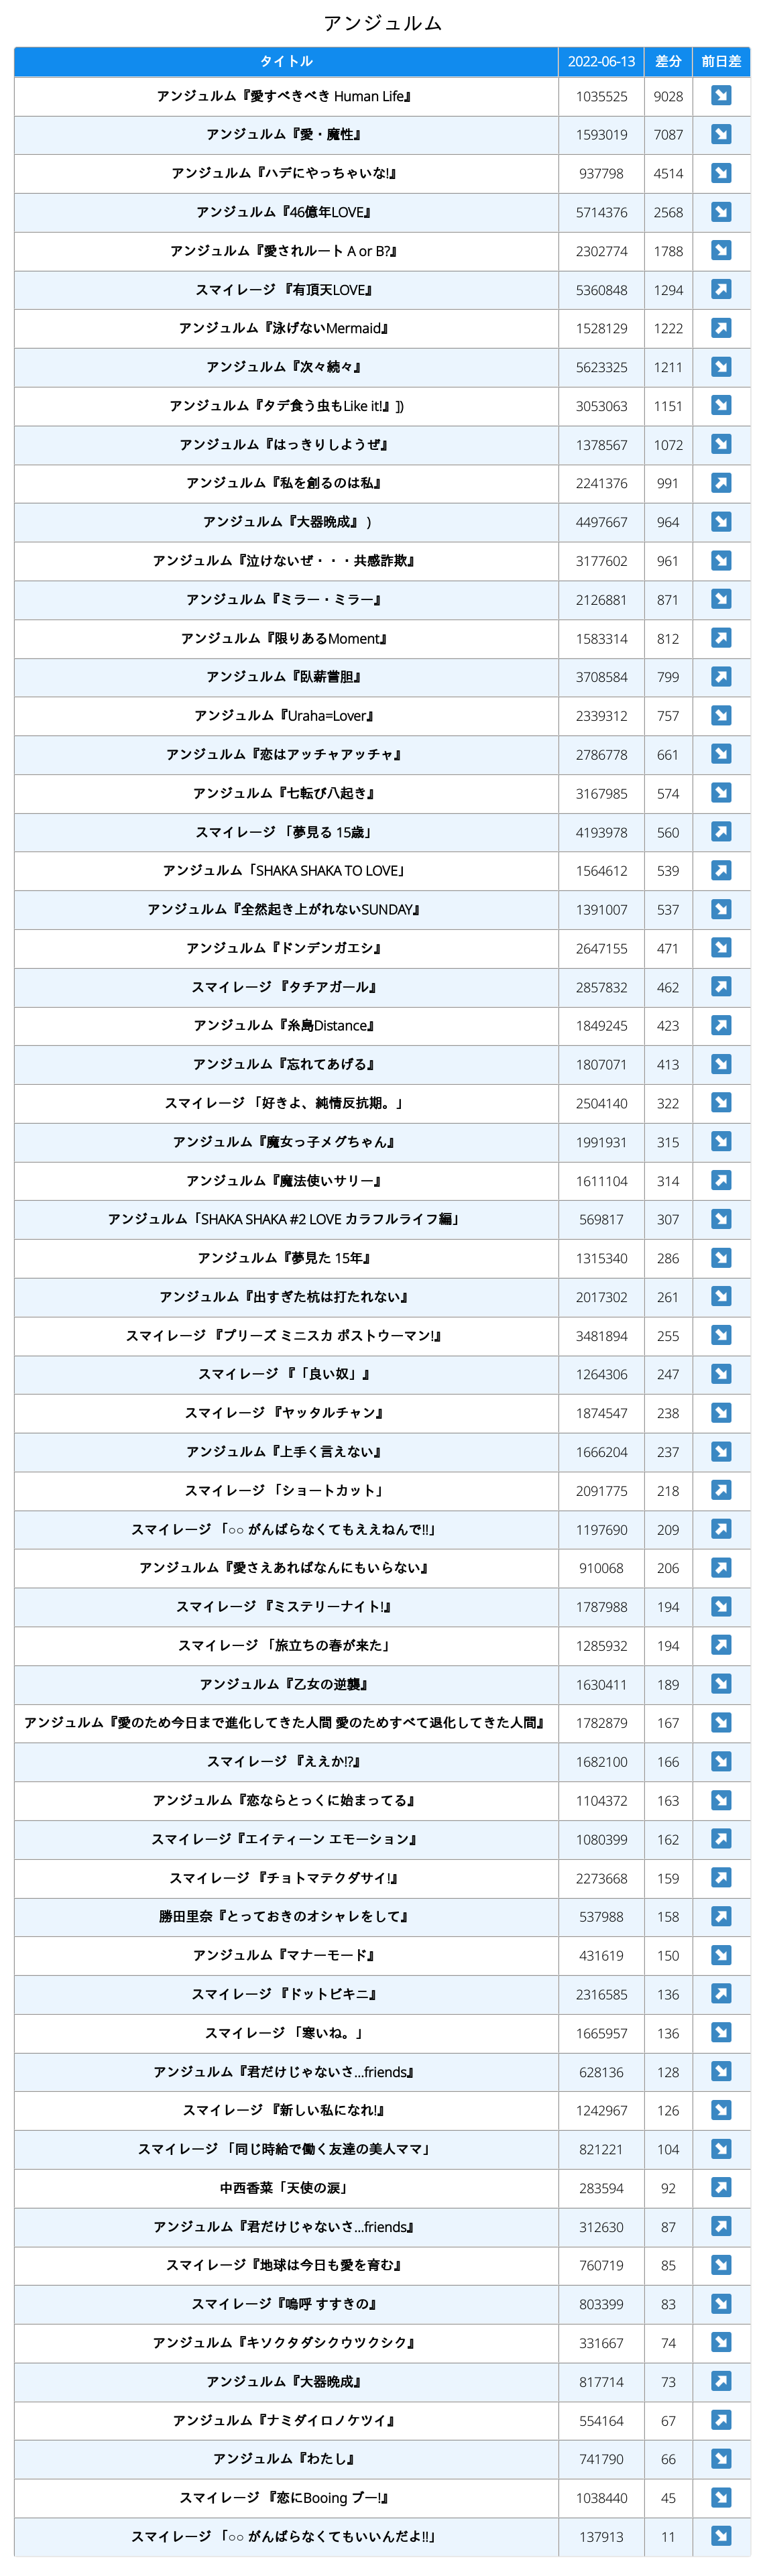 アンジュルム
タイトル 2022-06-13 差分 前日差
アンジュルム『愛すべきべき Human Life』 1035525 9028 ↘
アンジュルム『愛・魔性』 1593019 7087 ↘
アンジュルム『ハデにやっちゃいな!』 937798 4514 ↘
アンジュルム『46億年LOVE』 5714376 2568 ↘
アンジュルム『愛されルート A or B?』 2302774 1788 ↘
スマイレージ 『有頂天LOVE』 5360848 1294 ↗
アンジュルム『泳げないMermaid』 1528129 1222 ↗
アンジュルム『次々続々』 5623325 1211 ↘
アンジュルム『タデ食う虫もLike it!』]) 3053063 1151 ↘
アンジュルム『はっきりしようぜ』 1378567 1072 ↘
アンジュルム『私を創るのは私』 2241376 991 ↗
アンジュルム『大器晩成』 ) 4497667 964 ↘
アンジュルム『泣けないぜ・・・共感詐欺』 3177602 961 ↘
アンジュルム『ミラー・ミラー』 2126881 871 ↘
アンジュルム『限りあるMoment』 1583314 812 ↗
アンジュルム『臥薪嘗胆』 3708584 799 ↗
アンジュルム『Uraha=Lover』 2339312 757 ↘
アンジュルム『恋はアッチャアッチャ』 2786778 661 ↘
アンジュルム『七転び八起き』 3167985 574 ↘
スマイレージ 「夢見る 15歳」 4193978 560 ↗
アンジュルム「SHAKA SHAKA TO LOVE」 1564612 539 ↗
アンジュルム『全然起き上がれないSUNDAY』 1391007 537 ↘
アンジュルム『ドンデンガエシ』 2647155 471 ↘
スマイレージ 『タチアガール』 2857832 462 ↗
アンジュルム『糸島Distance』 1849245 423 ↗
アンジュルム『忘れてあげる』 1807071 413 ↘
スマイレージ 「好きよ、純情反抗期。」 2504140 322 ↘
アンジュルム『魔女っ子メグちゃん』 1991931 315 ↘
アンジュルム『魔法使いサリー』 1611104 314 ↗
アンジュルム「SHAKA SHAKA #2 LOVE カラフルライフ編」 569817 307 ↘
アンジュルム『夢見た 15年』 1315340 286 ↘
アンジュルム『出すぎた杭は打たれない』 2017302 261 ↘
スマイレージ 『プリーズ ミニスカ ポストウーマン!』 3481894 255 ↘
スマイレージ 『「良い奴」』 1264306 247 ↘
スマイレージ 『ヤッタルチャン』 1874547 238 ↘
アンジュルム『上手く言えない』 1666204 237 ↘
スマイレージ 「ショートカット」 2091775 218 ↗
スマイレージ 「○○ がんばらなくてもええねんで!!」 1197690 209 ↗
アンジュルム『愛さえあればなんにもいらない』 910068 206 ↗
スマイレージ 『ミステリーナイト!』 1787988 194 ↘
スマイレージ 「旅立ちの春が来た」 1285932 194 ↗
アンジュルム『乙女の逆襲』 1630411 189 ↘
アンジュルム『愛のため今日まで進化してきた人間 愛のためすべて退化してきた人間』 1782879 167 ↘
スマイレージ 『ええか!?』 1682100 166 ↘
アンジュルム『恋ならとっくに始まってる』 1104372 163 ↘
スマイレージ『エイティーン エモーション』 1080399 162 ↗
スマイレージ 『チョトマテクダサイ!』 2273668 159 ↗
勝田里奈『とっておきのオシャレをして』 537988 158 ↗
アンジュルム『マナーモード』 431619 150 ↘
スマイレージ 『ドットビキニ』 2316585 136 ↗
スマイレージ 「寒いね。」 1665957 136 ↘
アンジュルム『君だけじゃないさ...friends』 628136 128 ↘
スマイレージ 『新しい私になれ!』 1242967 126 ↘
スマイレージ 「同じ時給で働く友達の美人ママ」 821221 104 ↘
中西香菜「天使の涙」 283594 92 ↗
アンジュルム『君だけじゃないさ...friends』 312630 87 ↗
スマイレージ『地球は今日も愛を育む』 760719 85 ↘
スマイレージ『嗚呼 すすきの』 803399 83 ↘
アンジュルム『キソクタダシクウツクシク』 331667 74 ↘
アンジュルム『大器晩成』 817714 73 ↗
アンジュルム『ナミダイロノケツイ』 554164 67 ↗
アンジュルム『わたし』 741790 66 ↘
スマイレージ 『恋にBooing ブー!』 1038440 45 ↘
スマイレージ 「○○ がんばらなくてもいいんだよ!!」 137913 11 ↘